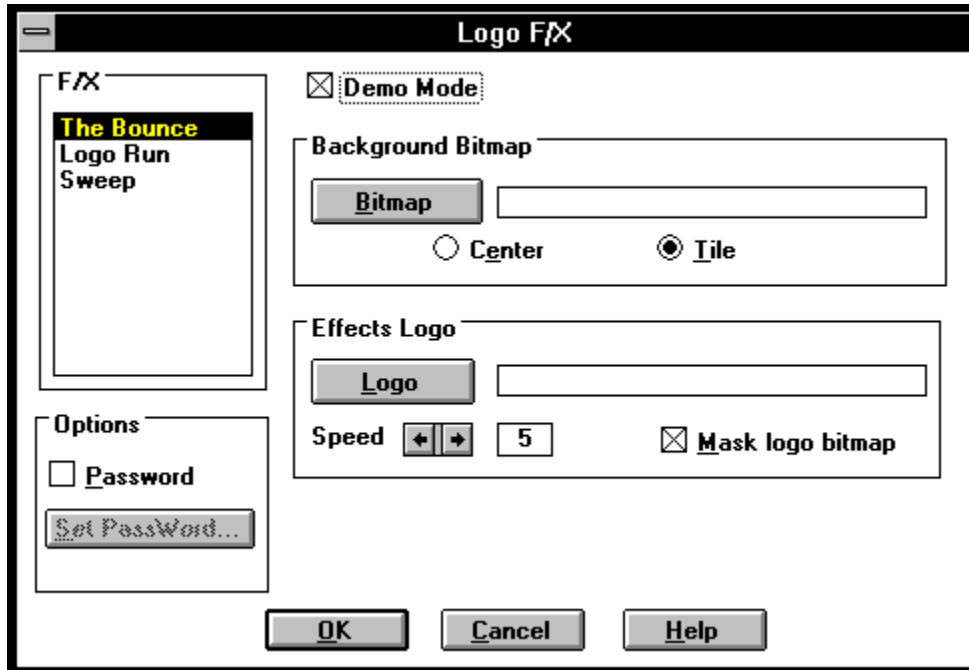 Logo F/X
F/X
The Bounce
Logo Run
Sweep
Demo Mode
Background Bitmap
Bitmap
Center
Tile
Effects Logo
Logo
Speed
5
Mask logo bitmap
Options
Password
Set PassWord...
OK
Cancel
Help